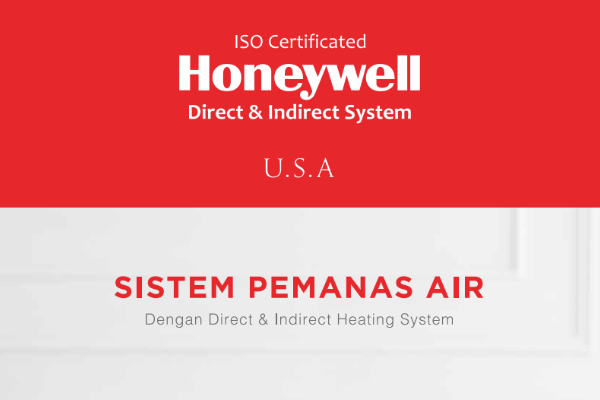 ISO Certificated
Honeywell
Direct & Indirect System
U.S.A
SISTEM PEMANAS AIR
Dengan Direct & Indirect Heating System